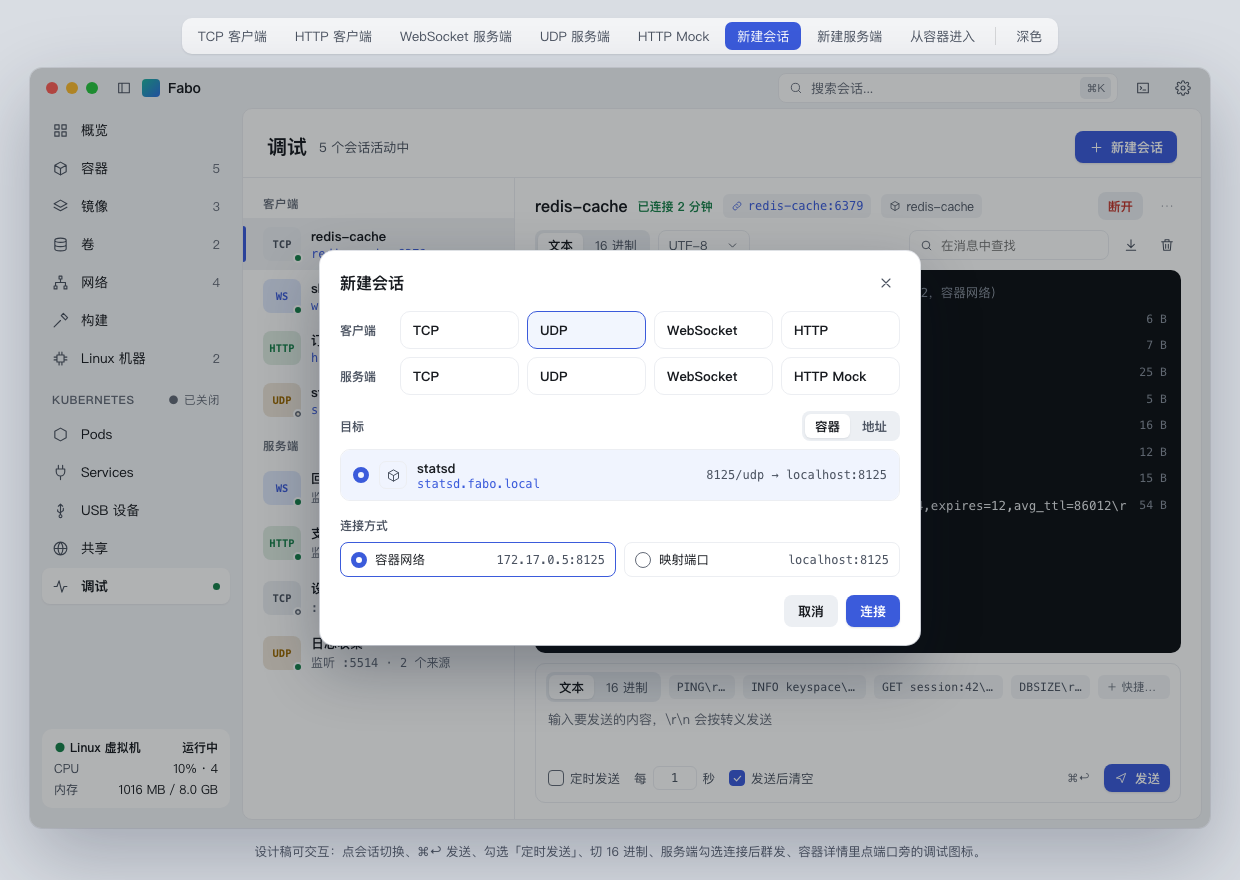 TCP 客户端 HTTP 客户端 WebSocket 服务端 UDP 服务端 HTTP Mock 新建会话 新建服务端 从容器进入 深色
Fabo
搜索会话... ⌘K
概览
容器 5
镜像 3
卷 2
网络 4
构建
Linux 机器 2
KUBERNETES 已关闭
Pods
Services
USB 设备
共享
调试
Linux 虚拟机 运行中
CPU 10% · 4
内存 1016 MB / 8.0 GB
调试 5 个会话活动中
+ 新建会话
客户端
TCP redis-cache
WS
HTTP
UDP
服务端
WS
HTTP
TCP
UDP
监听 :5514 · 2 个来源
redis-cache 已连接 2 分钟 redis-cache:6379 redis-cache 断开 ...
文本 16 进制 UTF-8 在消息中查找
2, 容器网络)
6 B
7 B
25 B
5 B
16 B
12 B
15 B
,expires=12,avg_ttl=86012\r 54 B
新建会话
客户端 TCP UDP WebSocket HTTP
服务端 TCP UDP WebSocket HTTP Mock
目标 容器 地址
statsd
statsd.fabo.local
8125/udp → localhost:8125
连接方式
容器网络 172.17.0.5:8125 映射端口 localhost:8125
取消 连接
文本 16 进制 PING\r… INFO keyspace\… GET session:42\… DBSIZE\r… + 快捷…
输入要发送的内容，\r\n 会按转义发送
定时发送 每 1 秒 发送后清空 ⌘↩ 发送
设计稿可交互：点会话切换、⌘↩ 发送、勾选「定时发送」、切 16 进制、服务端勾选连接后群发、容器详情里点端口旁的调试图标。